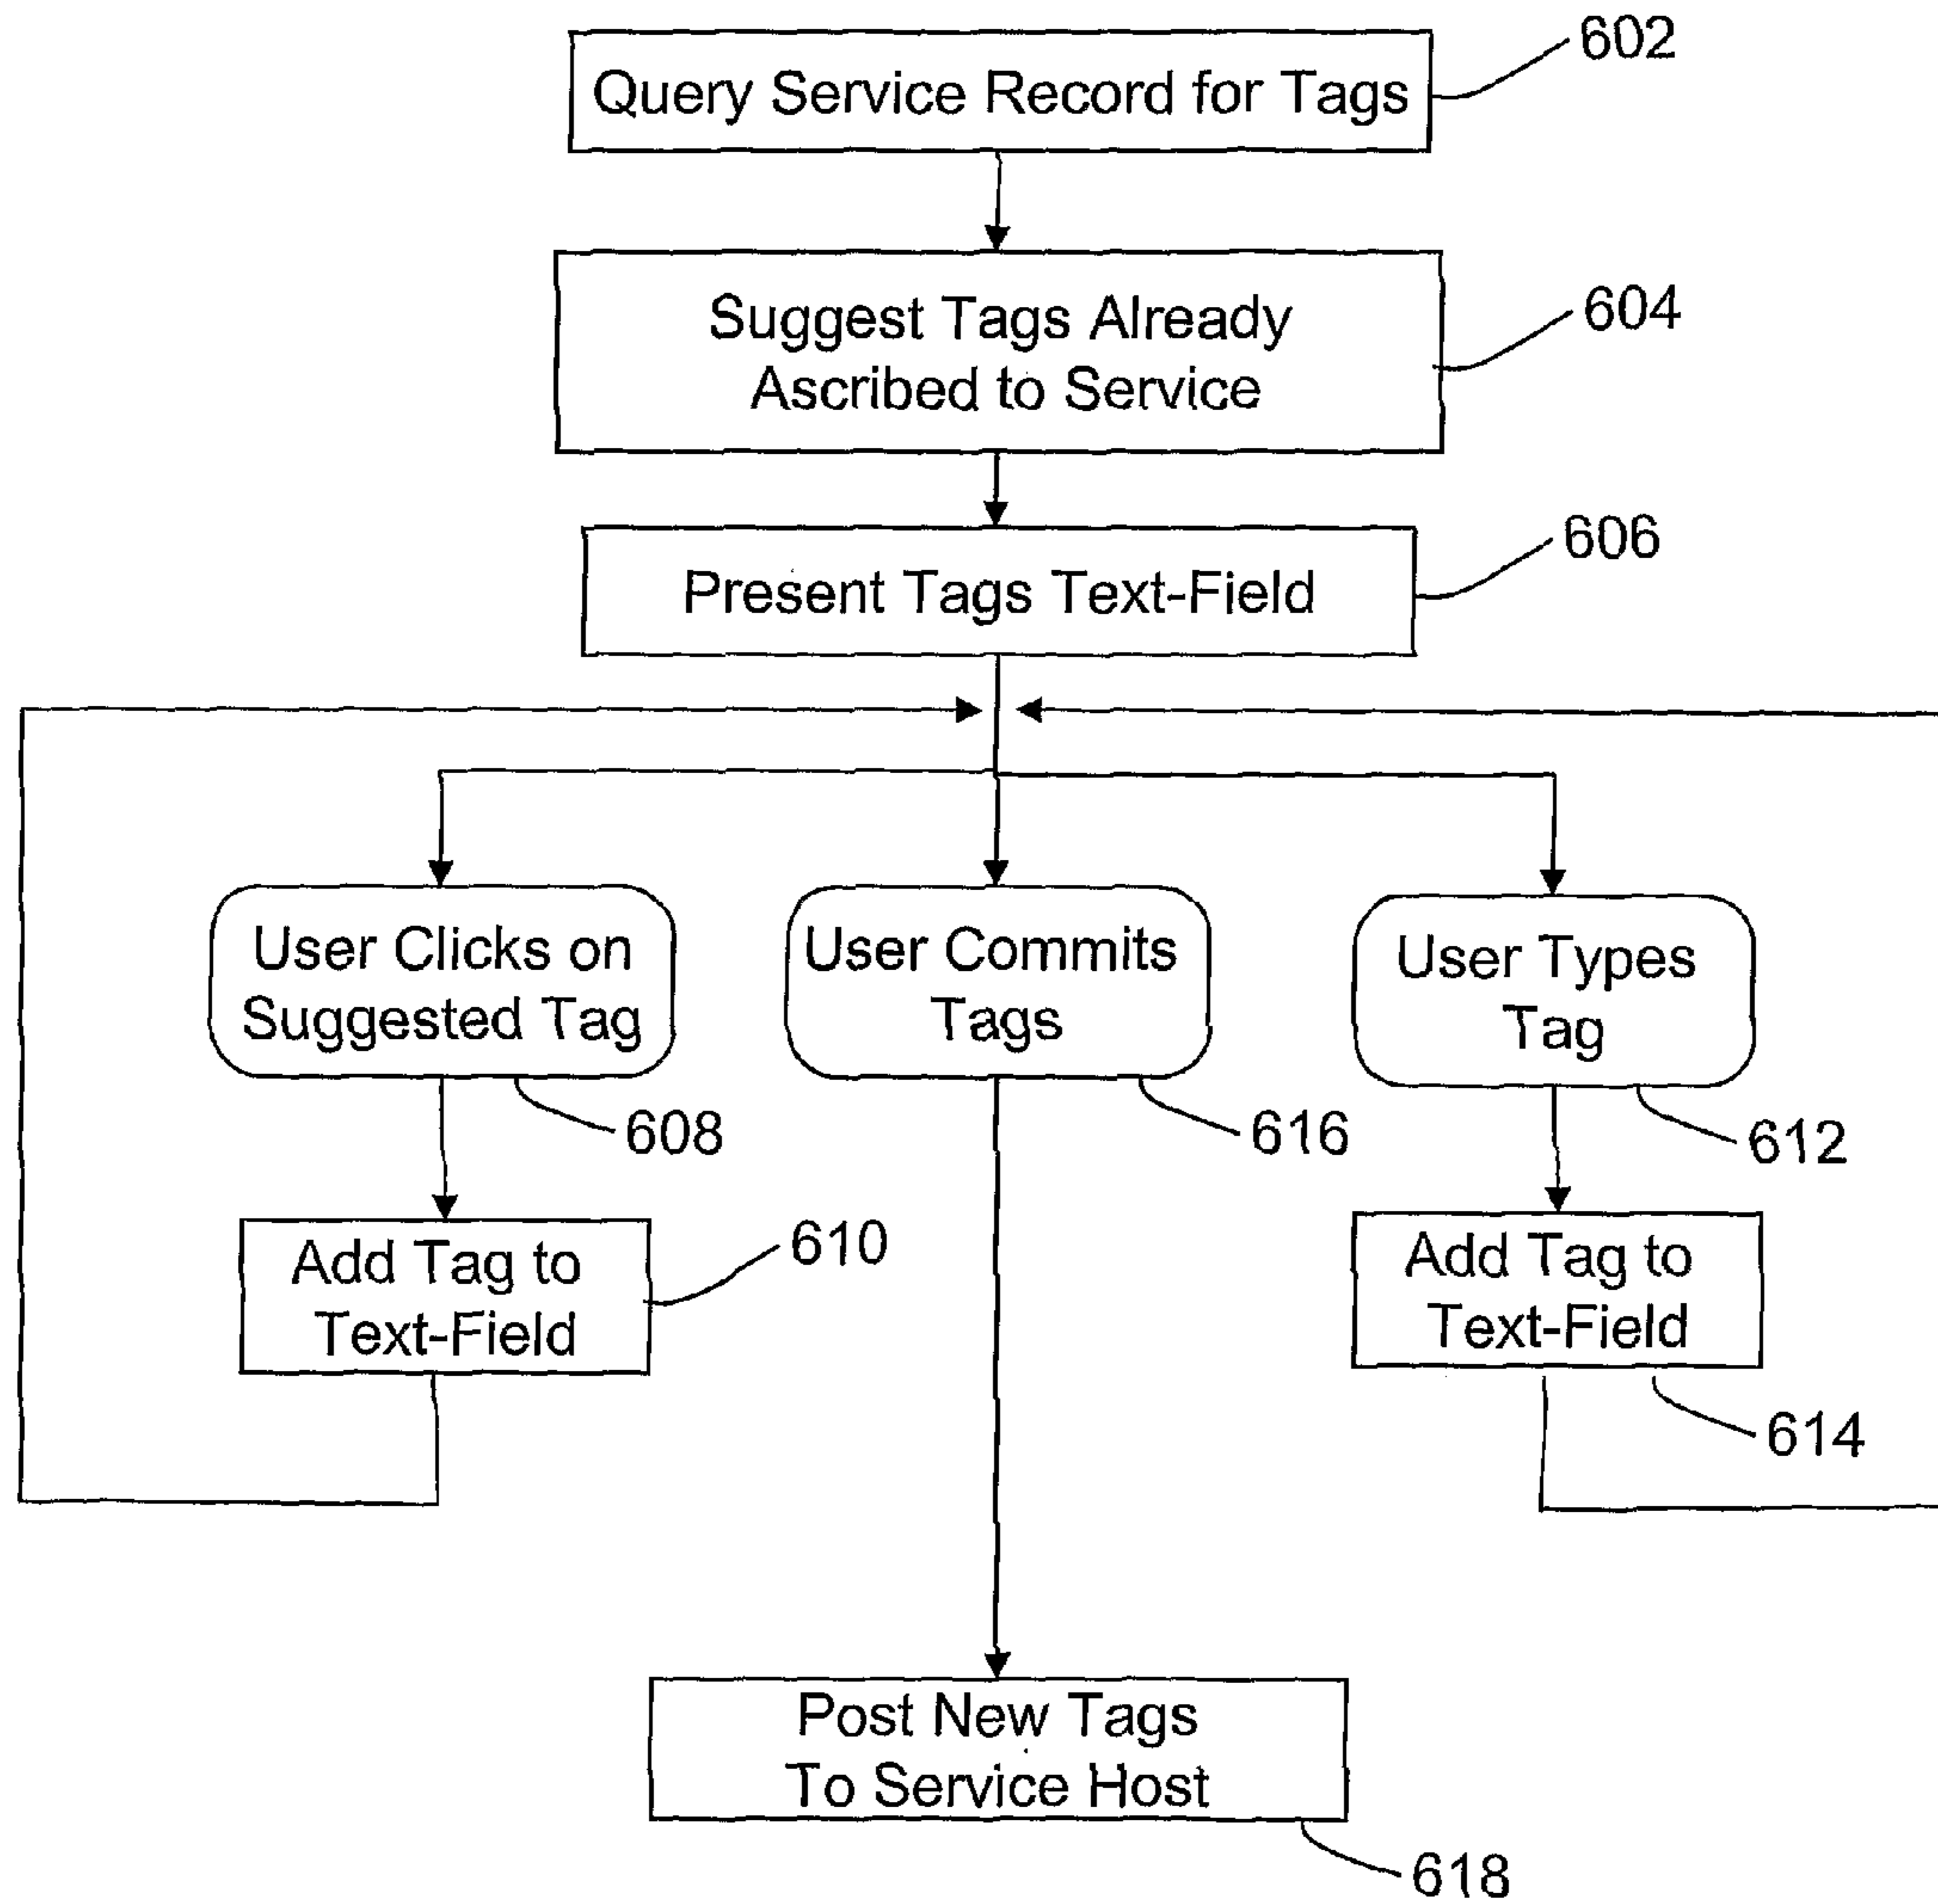 602
Query Service Record for Tags
604
Suggest Tags Already
Ascribed to Service
606
Present Tags Text-Field
User Clicks on
Suggested Tag
608
User Commits
Tags
616
User Types
Tag
612
Add Tag to
Text-Field
610
Add Tag to
Text-Field
614
Post New Tags
To Service Host
618